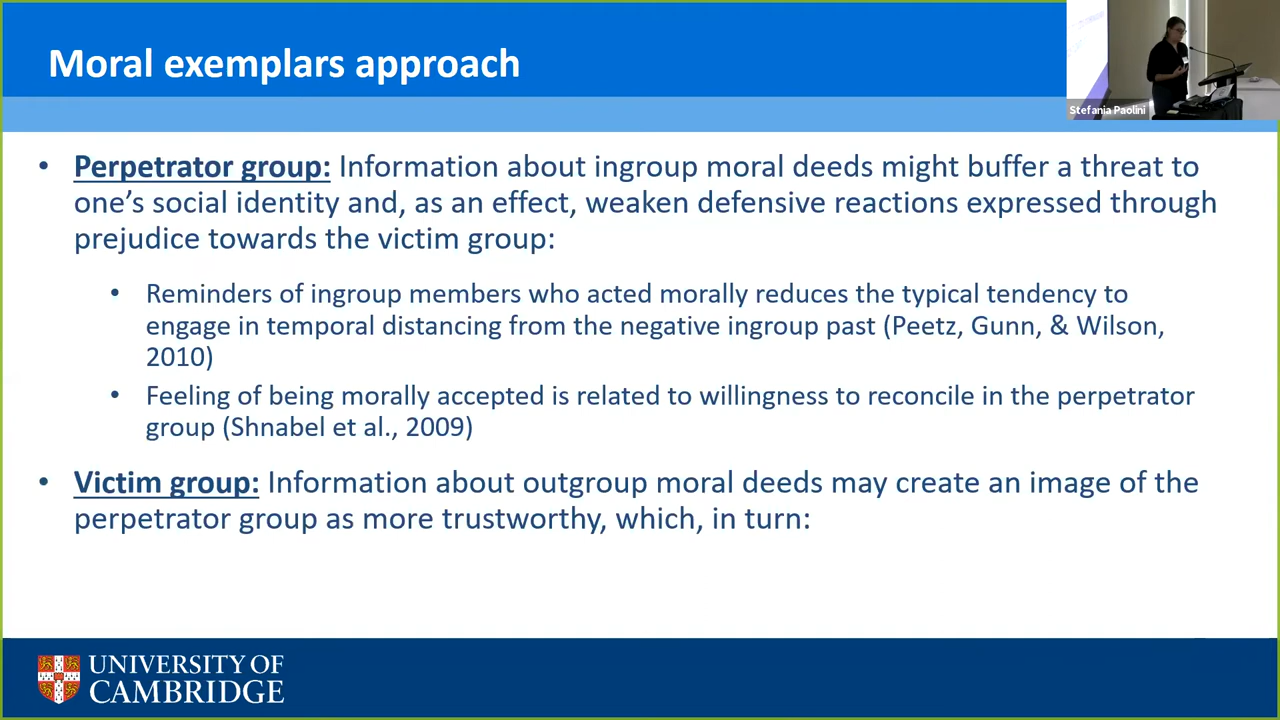 Moral exemplars approach
Stefania Paolini
• Perpetrator group: Information about ingroup moral deeds might buffer a threat to
one's social identity and, as an effect, weaken defensive reactions expressed through
prejudice towards the victim group:
• Reminders of ingroup members who acted morally reduces the typical tendency to
engage in temporal distancing from the negative ingroup past (Peetz, Gunn, & Wilson,
2010)
• Feeling of being morally accepted is related to willingness to reconcile in the perpetrator
group (Shnabel et al., 2009)
• Victim group: Information about outgroup moral deeds may create an image of the
perpetrator group as more trustworthy, which, in turn:
UNIVERSITY OF
CAMBRIDGE